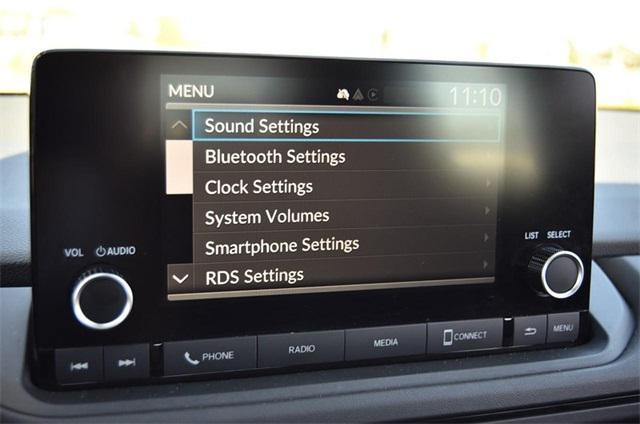 MENU 11:10
Sound Settings
Bluetooth Settings
Clock Settings
System Volumes
Smartphone Settings
RDS Settings
VOL AUDIO
LIST SELECT
PHONE RADIO MEDIA CONNECT MENU